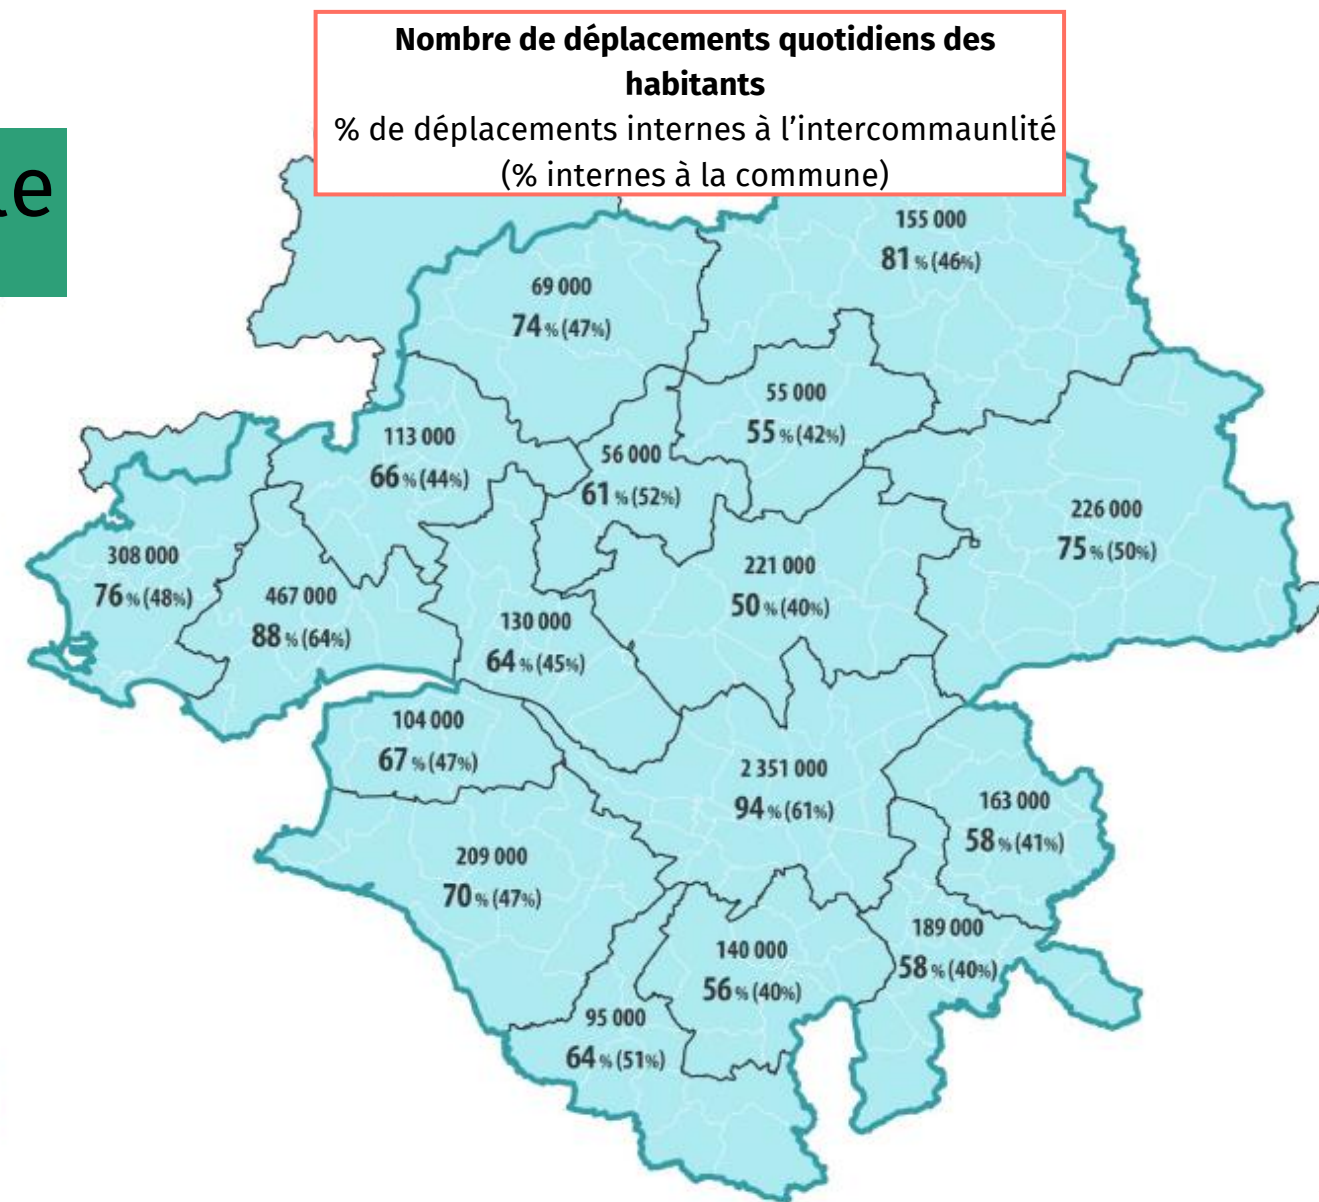 Nombre de déplacements quotidiens des
habitants
% de déplacements internes à l'intercommaunlité
(% internes à la commune)
le
155 000
81 % (46%)
69 000
74 % (47%)
55 000
55 % (42%)
113 000
66 % (44%)
56 000
61 % (52%)
226 000
75 % (50%)
308 000
76 % (48%)
467 000
88 % (64%)
221 000
50 % (40%)
130 000
64 % (45%)
104 000
67 % (47%)
2 351 000
94 % (61%)
163 000
58 % (41%)
209 000
70 % (47%)
189 000
58 % (40%)
140 000
56 % (40%)
95 000
64 % (51%)